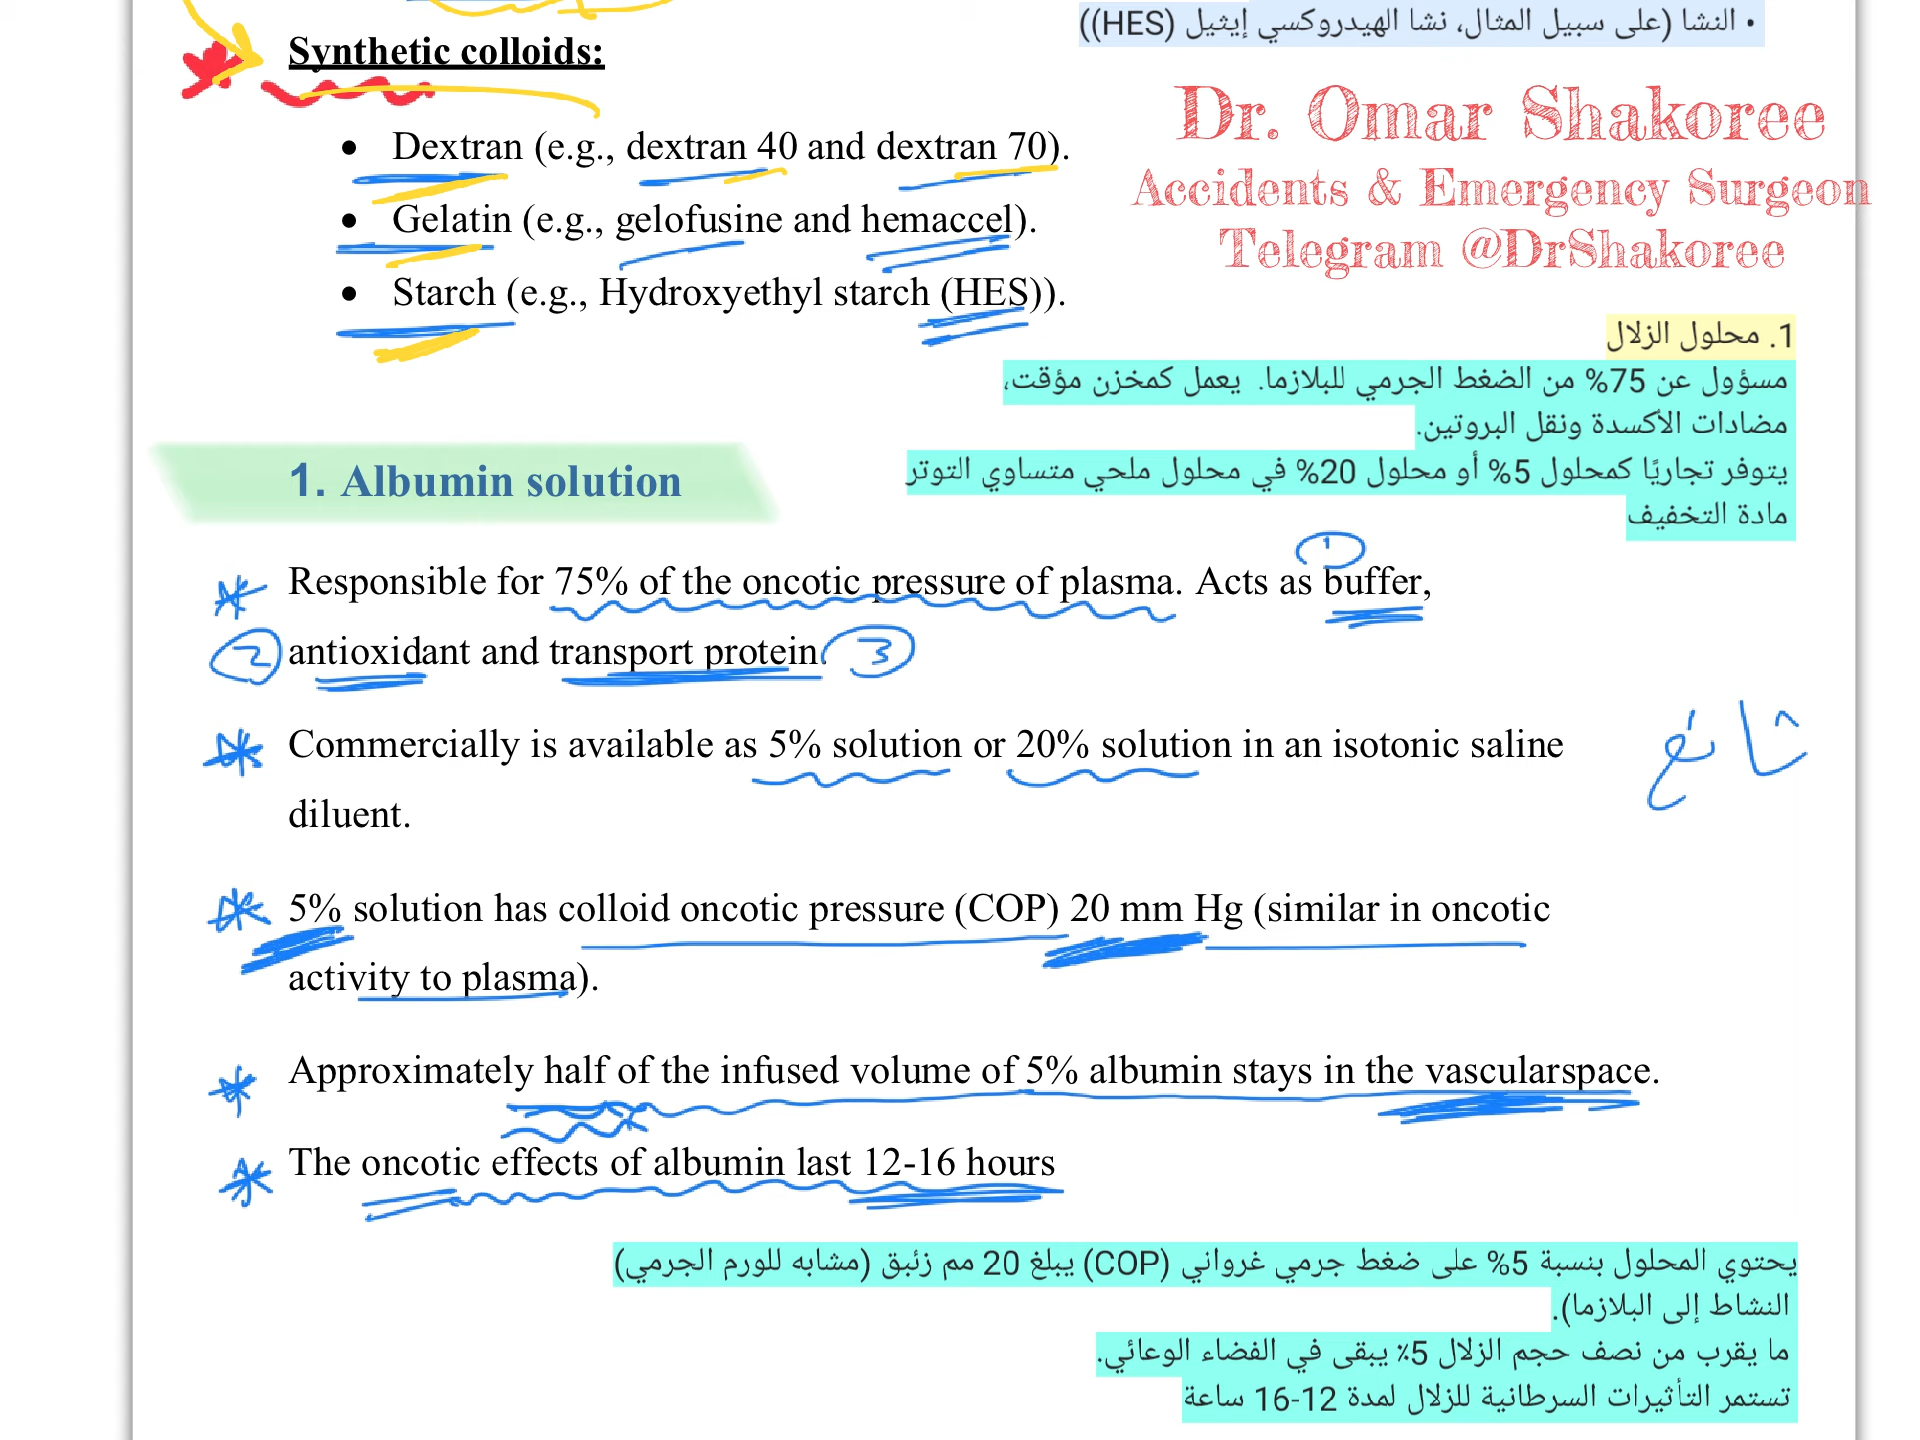 • النشا (على سبيل المثال، نشا الهيدروكسي إيثيل (HES))
Synthetic colloids:
Dr. Omar Shakoree
Accidents & Emergency Surgeon
Telegram @DrShakoree
• Dextran (e.g., dextran 40 and dextran 70).
• Gelatin (e.g., gelofusine and hemaccel).
• Starch (e.g., Hydroxyethyl starch (HES)).
1. محلول الزلال
مسؤول عن 75% من الضغط الجرمي للبلازما. يعمل كمخزن مؤقت،
مضادات الأكسدة ونقل البروتين.
يتوفر تجاريًا كمحلول 5% أو محلول 20% في محلول ملحي متساوي التوتر
مادة التخفيف
1. Albumin solution
1
Responsible for 75% of the oncotic pressure of plasma. Acts as buffer,
2 antioxidant and transport protein. 3
Commercially is available as 5% solution or 20% solution in an isotonic saline
diluent.
5% solution has colloid oncotic pressure (COP) 20 mm Hg (similar in oncotic
activity to plasma).
Approximately half of the infused volume of 5% albumin stays in the vascularspace.
The oncotic effects of albumin last 12-16 hours
يحتوي المحلول بنسبة 5% على ضغط جرمي غرواني (COP) يبلغ 20 مم زئبق (مشابه للورم الجرمي)
النشاط إلى البلازما).
ما يقرب من نصف حجم الزلال 5٪ يبقى في الفضاء الوعائي.
تستمر التأثيرات السرطانية للزلال لمدة 12-16 ساعة